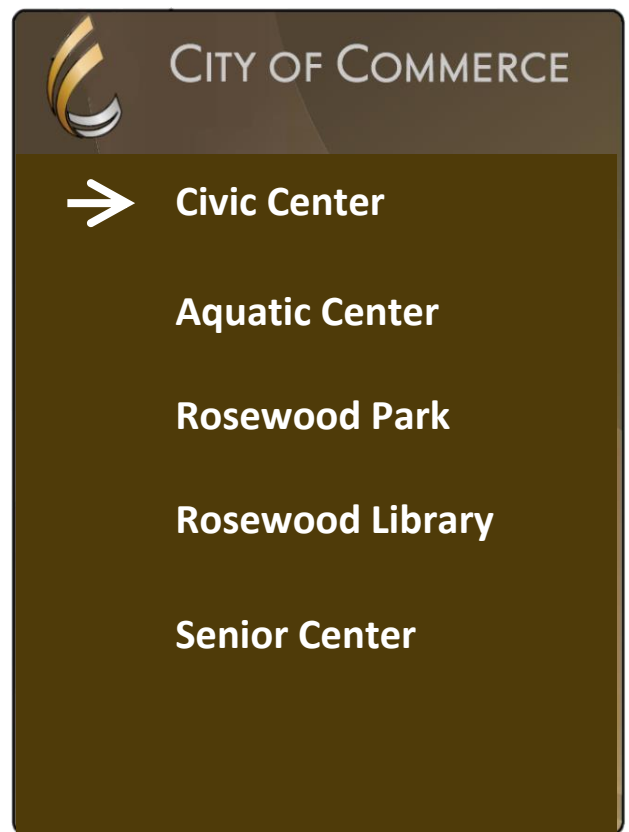 CITY OF COMMERCE
Civic Center
Aquatic Center
Rosewood Park
Rosewood Library
Senior Center